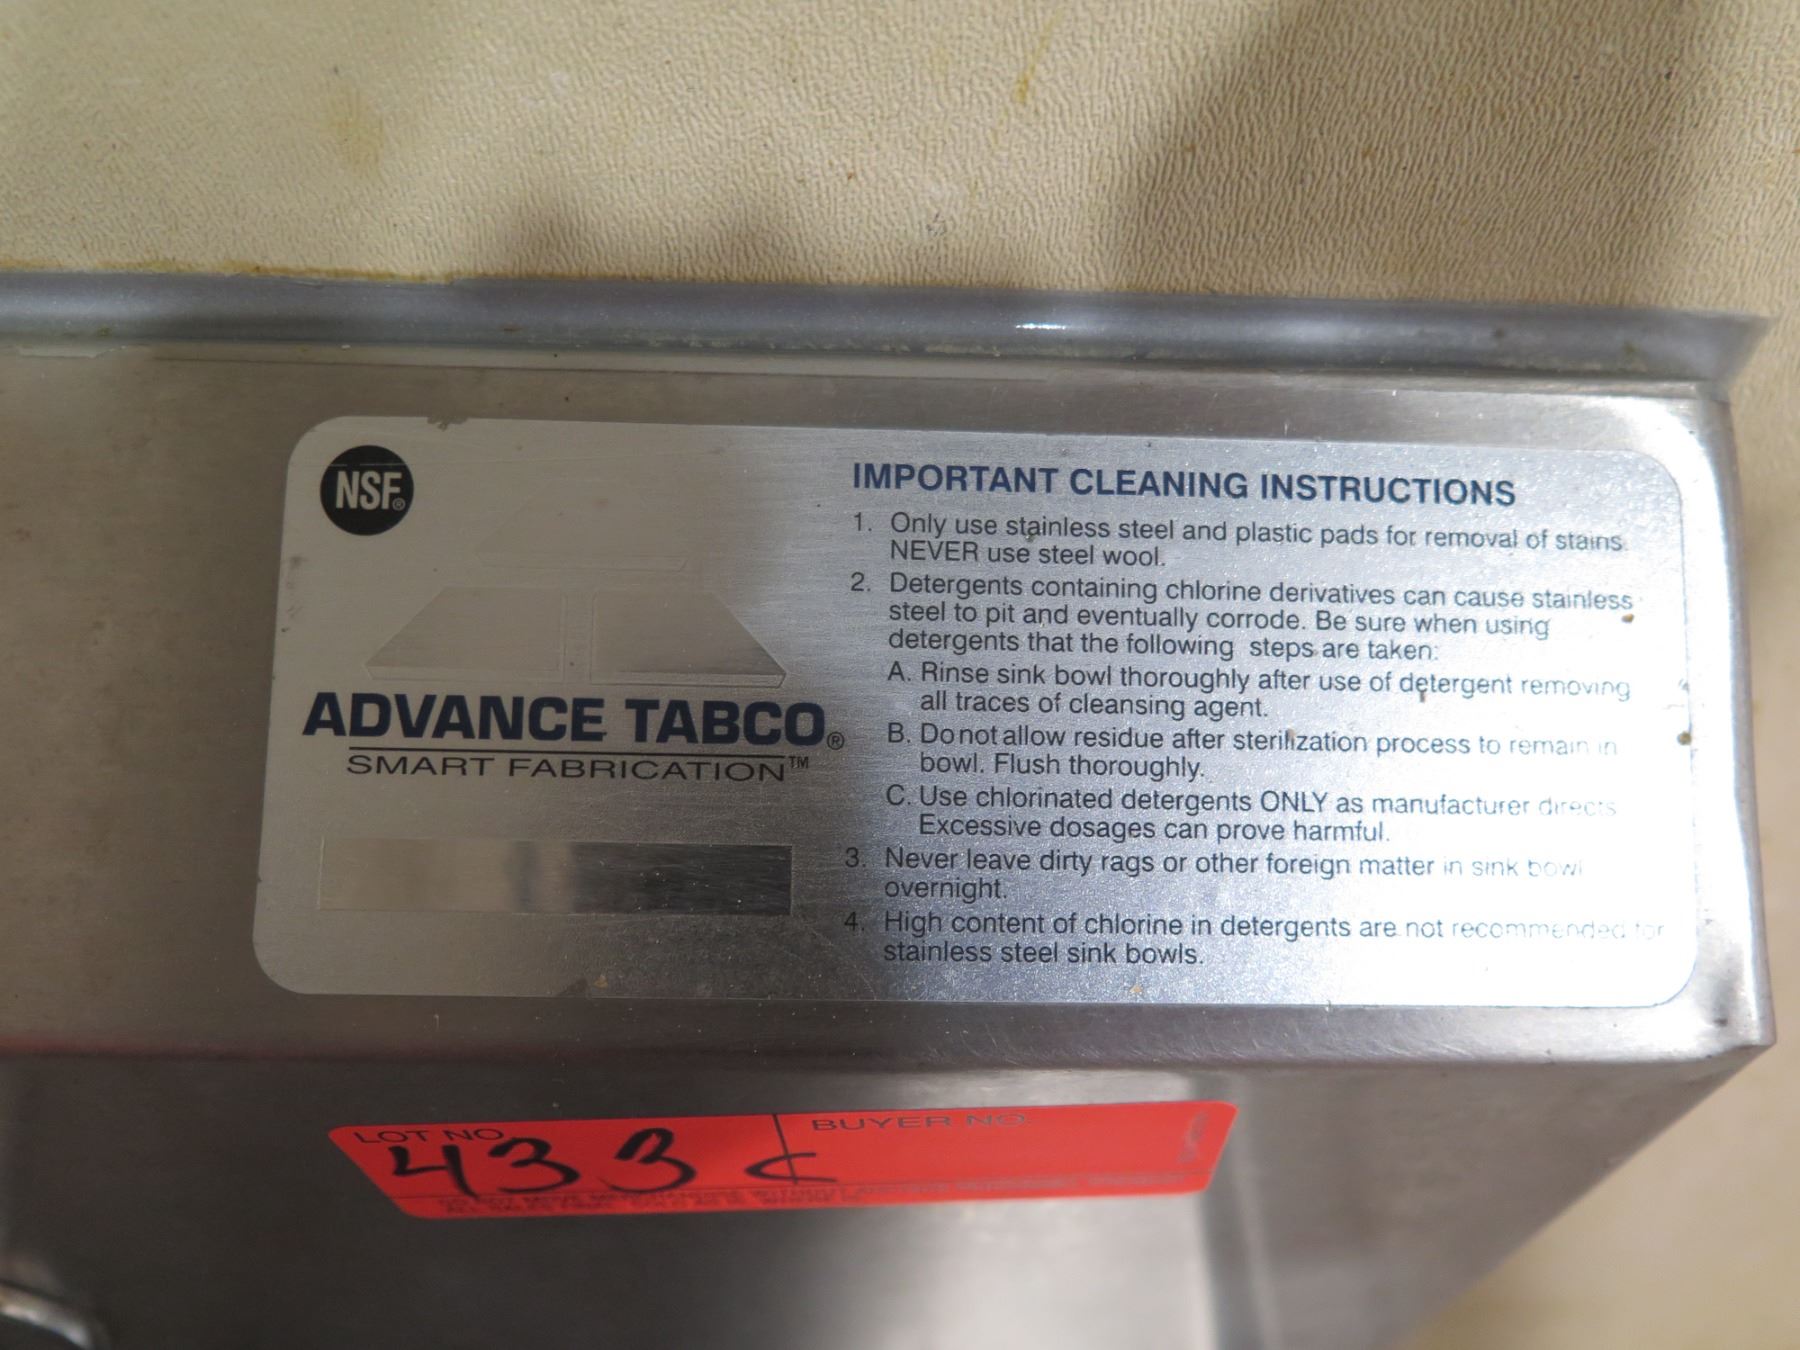 NSF®
ADVANCE TABCO®
SMART FABRICATION™
IMPORTANT CLEANING INSTRUCTIONS
1. Only use stainless steel and plastic pads for removal of stains.
NEVER use steel wool.
2. Detergents containing chlorine derivatives can cause stainless
steel to pit and eventually corrode. Be sure when using
detergents that the following steps are taken:
A. Rinse sink bowl thoroughly after use of detergent removing
all traces of cleansing agent.
B. Do not allow residue after sterilization process to remain in
bowl. Flush thoroughly.
C. Use chlorinated detergents ONLY as manufacturer directs
Excessive dosages can prove harmful.
3. Never leave dirty rags or other foreign matter in sink bowl
overnight.
4. High content of chlorine in detergents are not recommended for
stainless steel sink bowls.
LOT NO. BUYER NO.
433 C